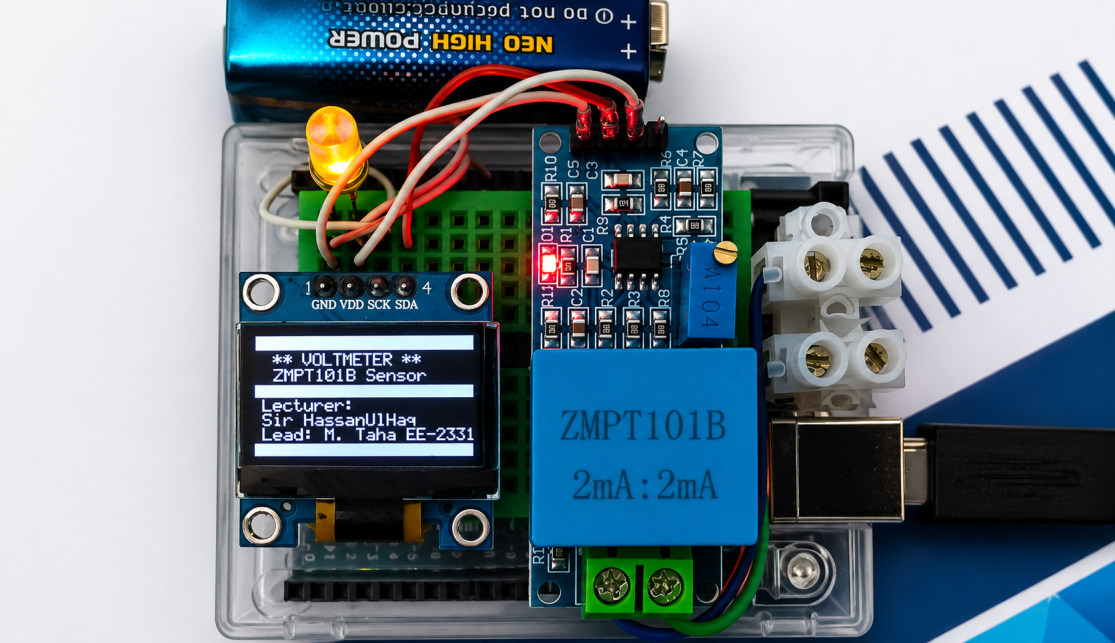 Do not
NEO HIGH POWER
+
+
R10
C5
C3
R6
C4
R7
R9
R4
R5
R1
C1
R11
C2
R2
R3
R8
W104
1
4
GND VDD SCK SDA
** VOLTMETER **
ZMPT101B Sensor
Lecturer:
Sir HassanUlHaq
Lead: M. Taha EE-2331
ZMPT101B
2mA:2mA